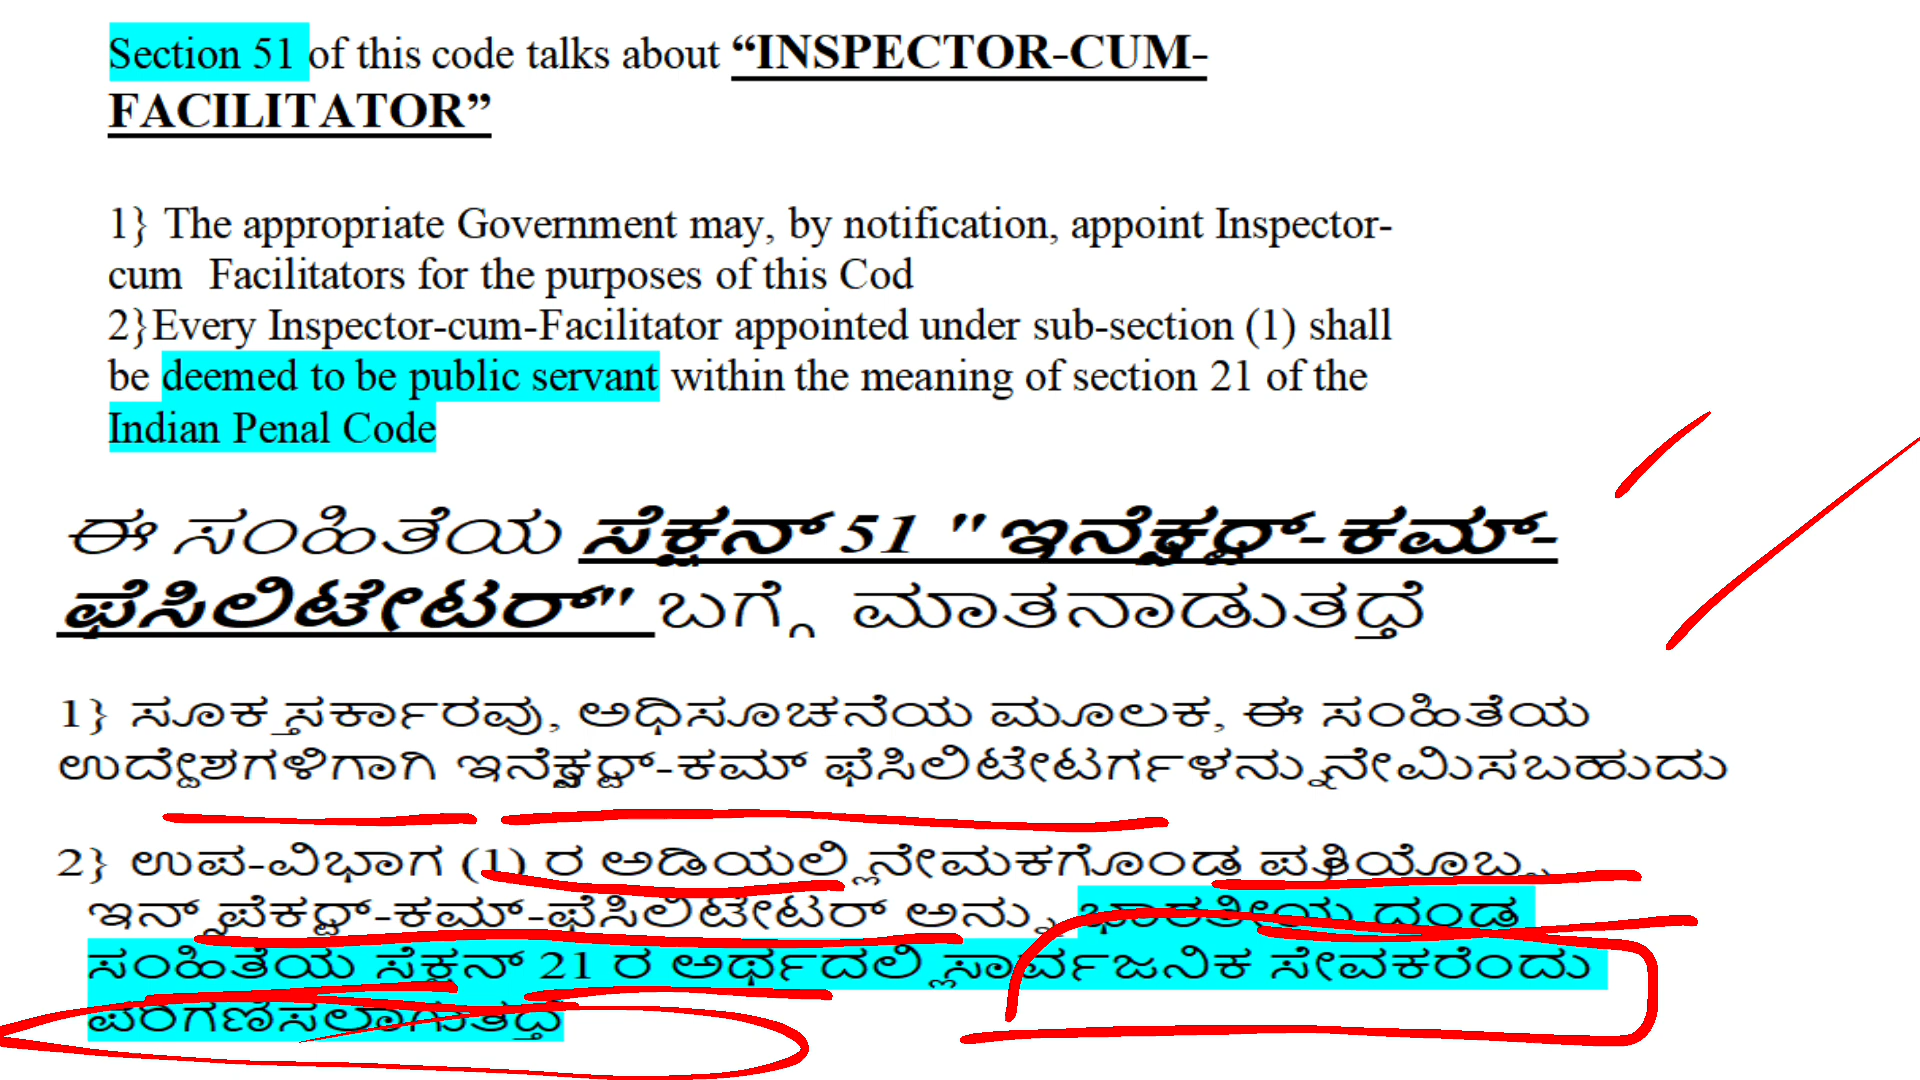 Section 51 of this code talks about “INSPECTOR-CUM-
FACILITATOR”
1} The appropriate Government may, by notification, appoint Inspector-
cum Facilitators for the purposes of this Cod
2}Every Inspector-cum-Facilitator appointed under sub-section (1) shall
be deemed to be public servant within the meaning of section 21 of the
Indian Penal Code
ಈ ಸಂಹಿತೆಯ ಸೆಕ್ಷನ್ 51 "ಇನ್ಸ್ಪೆಕ್ಟರ್-ಕಮ್-
ಫೆಸಿಲಿಟೇಟರ್" ಬಗ್ಗೆ ಮಾತನಾಡುತ್ತದೆ
1} ಸೂಕ್ತ ಸರ್ಕಾರವು, ಅಧಿಸೂಚನೆಯ ಮೂಲಕ, ಈ ಸಂಹಿತೆಯ
ಉದ್ದೇಶಗಳಿಗಾಗಿ ಇನ್ಸ್ಪೆಕ್ಟರ್-ಕಮ್ ಫೆಸಿಲಿಟೇಟರ್ಗಳನ್ನು ನೇಮಿಸಬಹುದು
2} ಉಪ-ವಿಭಾಗ (1) ರ ಅಡಿಯಲ್ಲಿ ನೇಮಕಗೊಂಡ ಪ್ರತಿಯೊಬ್ಬ
ಇನ್ಸ್ಪೆಕ್ಟರ್-ಕಮ್-ಫೆಸಿಲಿಟೇಟರ್ ಅನ್ನು ಭಾರತೀಯ ದಂಡ
ಸಂಹಿತೆಯ ಸೆಕ್ಷನ್ 21 ರ ಅರ್ಥದಲ್ಲಿ ಸಾರ್ವಜನಿಕ ಸೇವಕರೆಂದು
ಪರಿಗಣಿಸಲಾಗುತ್ತದೆ